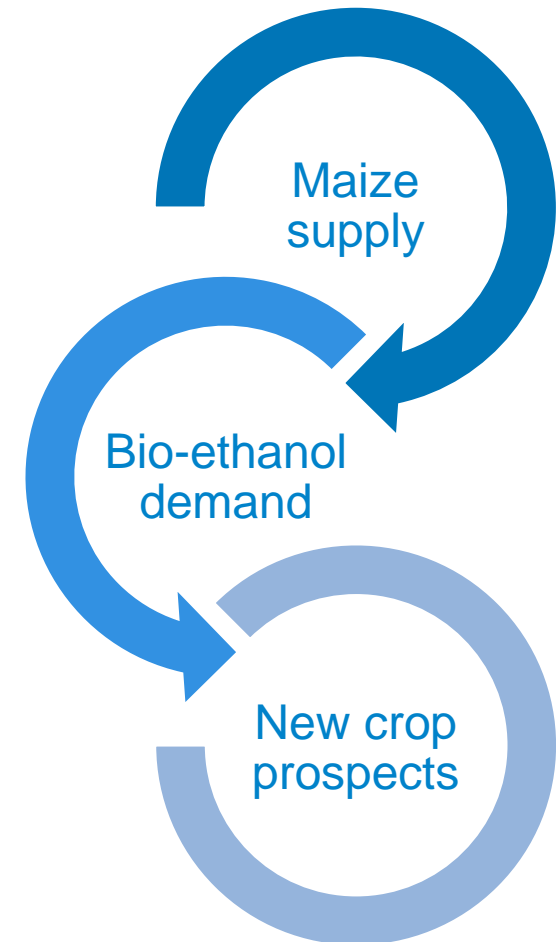 Maize
supply
Bio-ethanol
demand
New crop
prospects